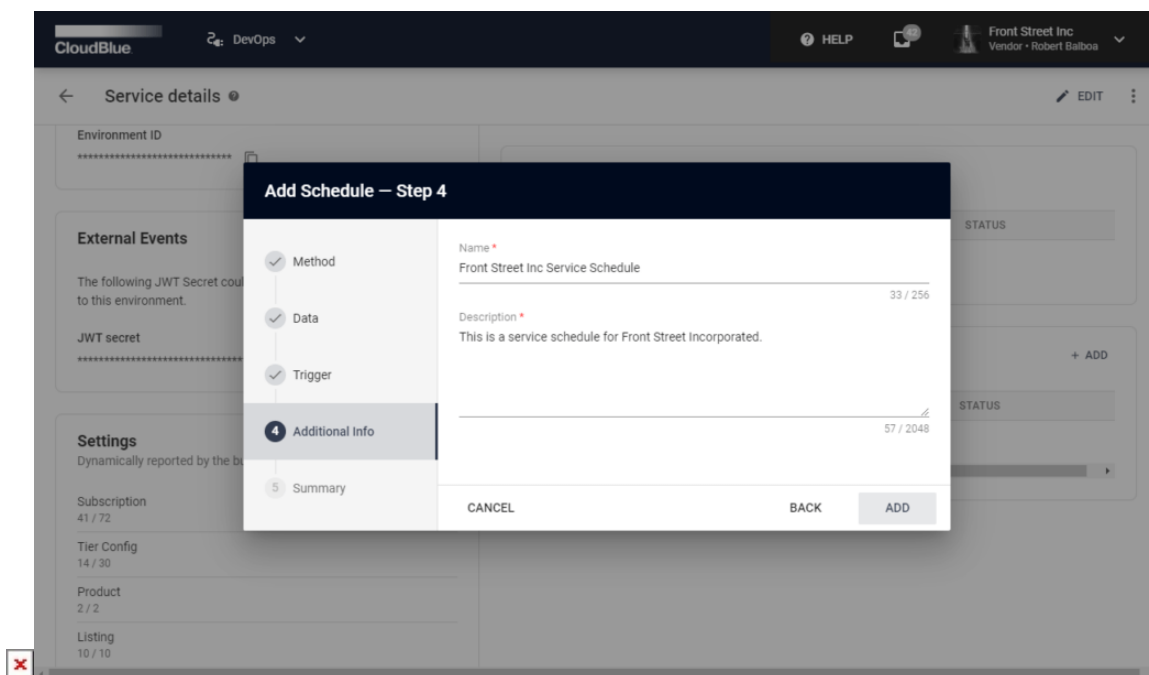 CloudBlue
DevOps
HELP
42
Front Street Inc
Vendor • Robert Balboa
Service details
EDIT
Environment ID
*****************************
Add Schedule — Step 4
STATUS
External Events
The following JWT Secret coul
to this environment.
JWT secret
*******************************
Method
Data
Trigger
4 Additional Info
5 Summary
Name *
Front Street Inc Service Schedule
33 / 256
Description *
This is a service schedule for Front Street Incorporated.
57 / 2048
CANCEL
BACK
ADD
+ ADD
STATUS
Settings
Dynamically reported by the bu
Subscription
41 / 72
Tier Config
14 / 30
Product
2 / 2
Listing
10 / 10